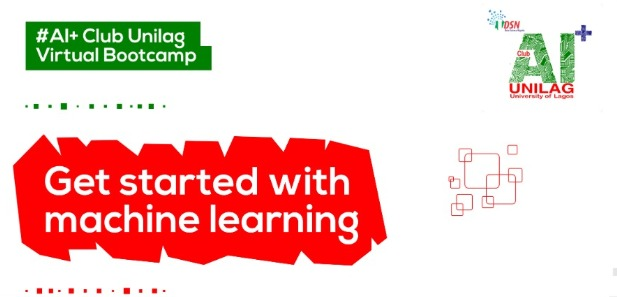 #AI+ Club Unilag
Virtual Bootcamp
DSN
Club
AI+
UNILAG
University of Lagos
Get started with
machine learning